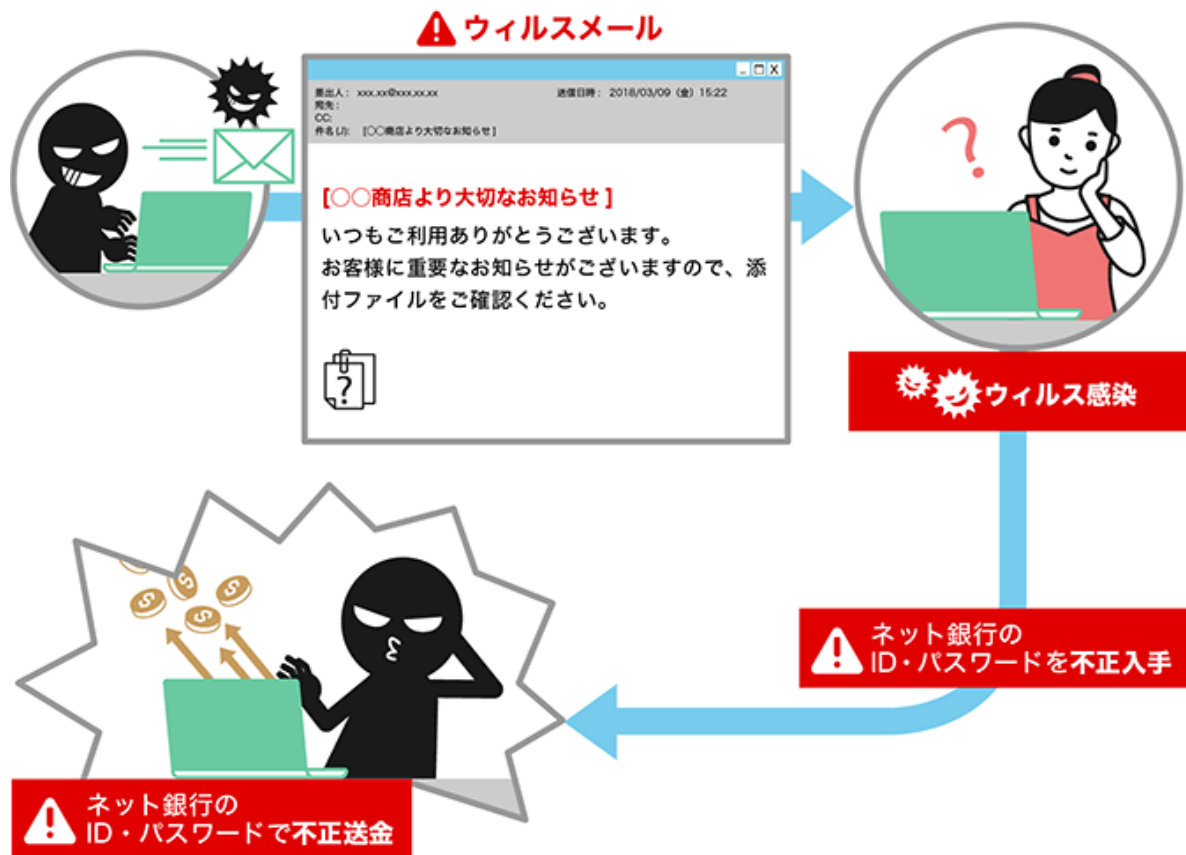 ウィルスメール
差出人： xxx.xx@xxx.xx.xx 送信日時： 2018/03/09（金）15:22
宛先：
CC:
件名(J): [○○商店より大切なお知らせ]
[○○商店より大切なお知らせ ]
いつもご利用ありがとうございます。
お客様に重要なお知らせがございますので、添
付ファイルをご確認ください。
?
?
ウィルス感染
ネット銀行の
ID・パスワードを不正入手
ネット銀行の
ID・パスワードで不正送金